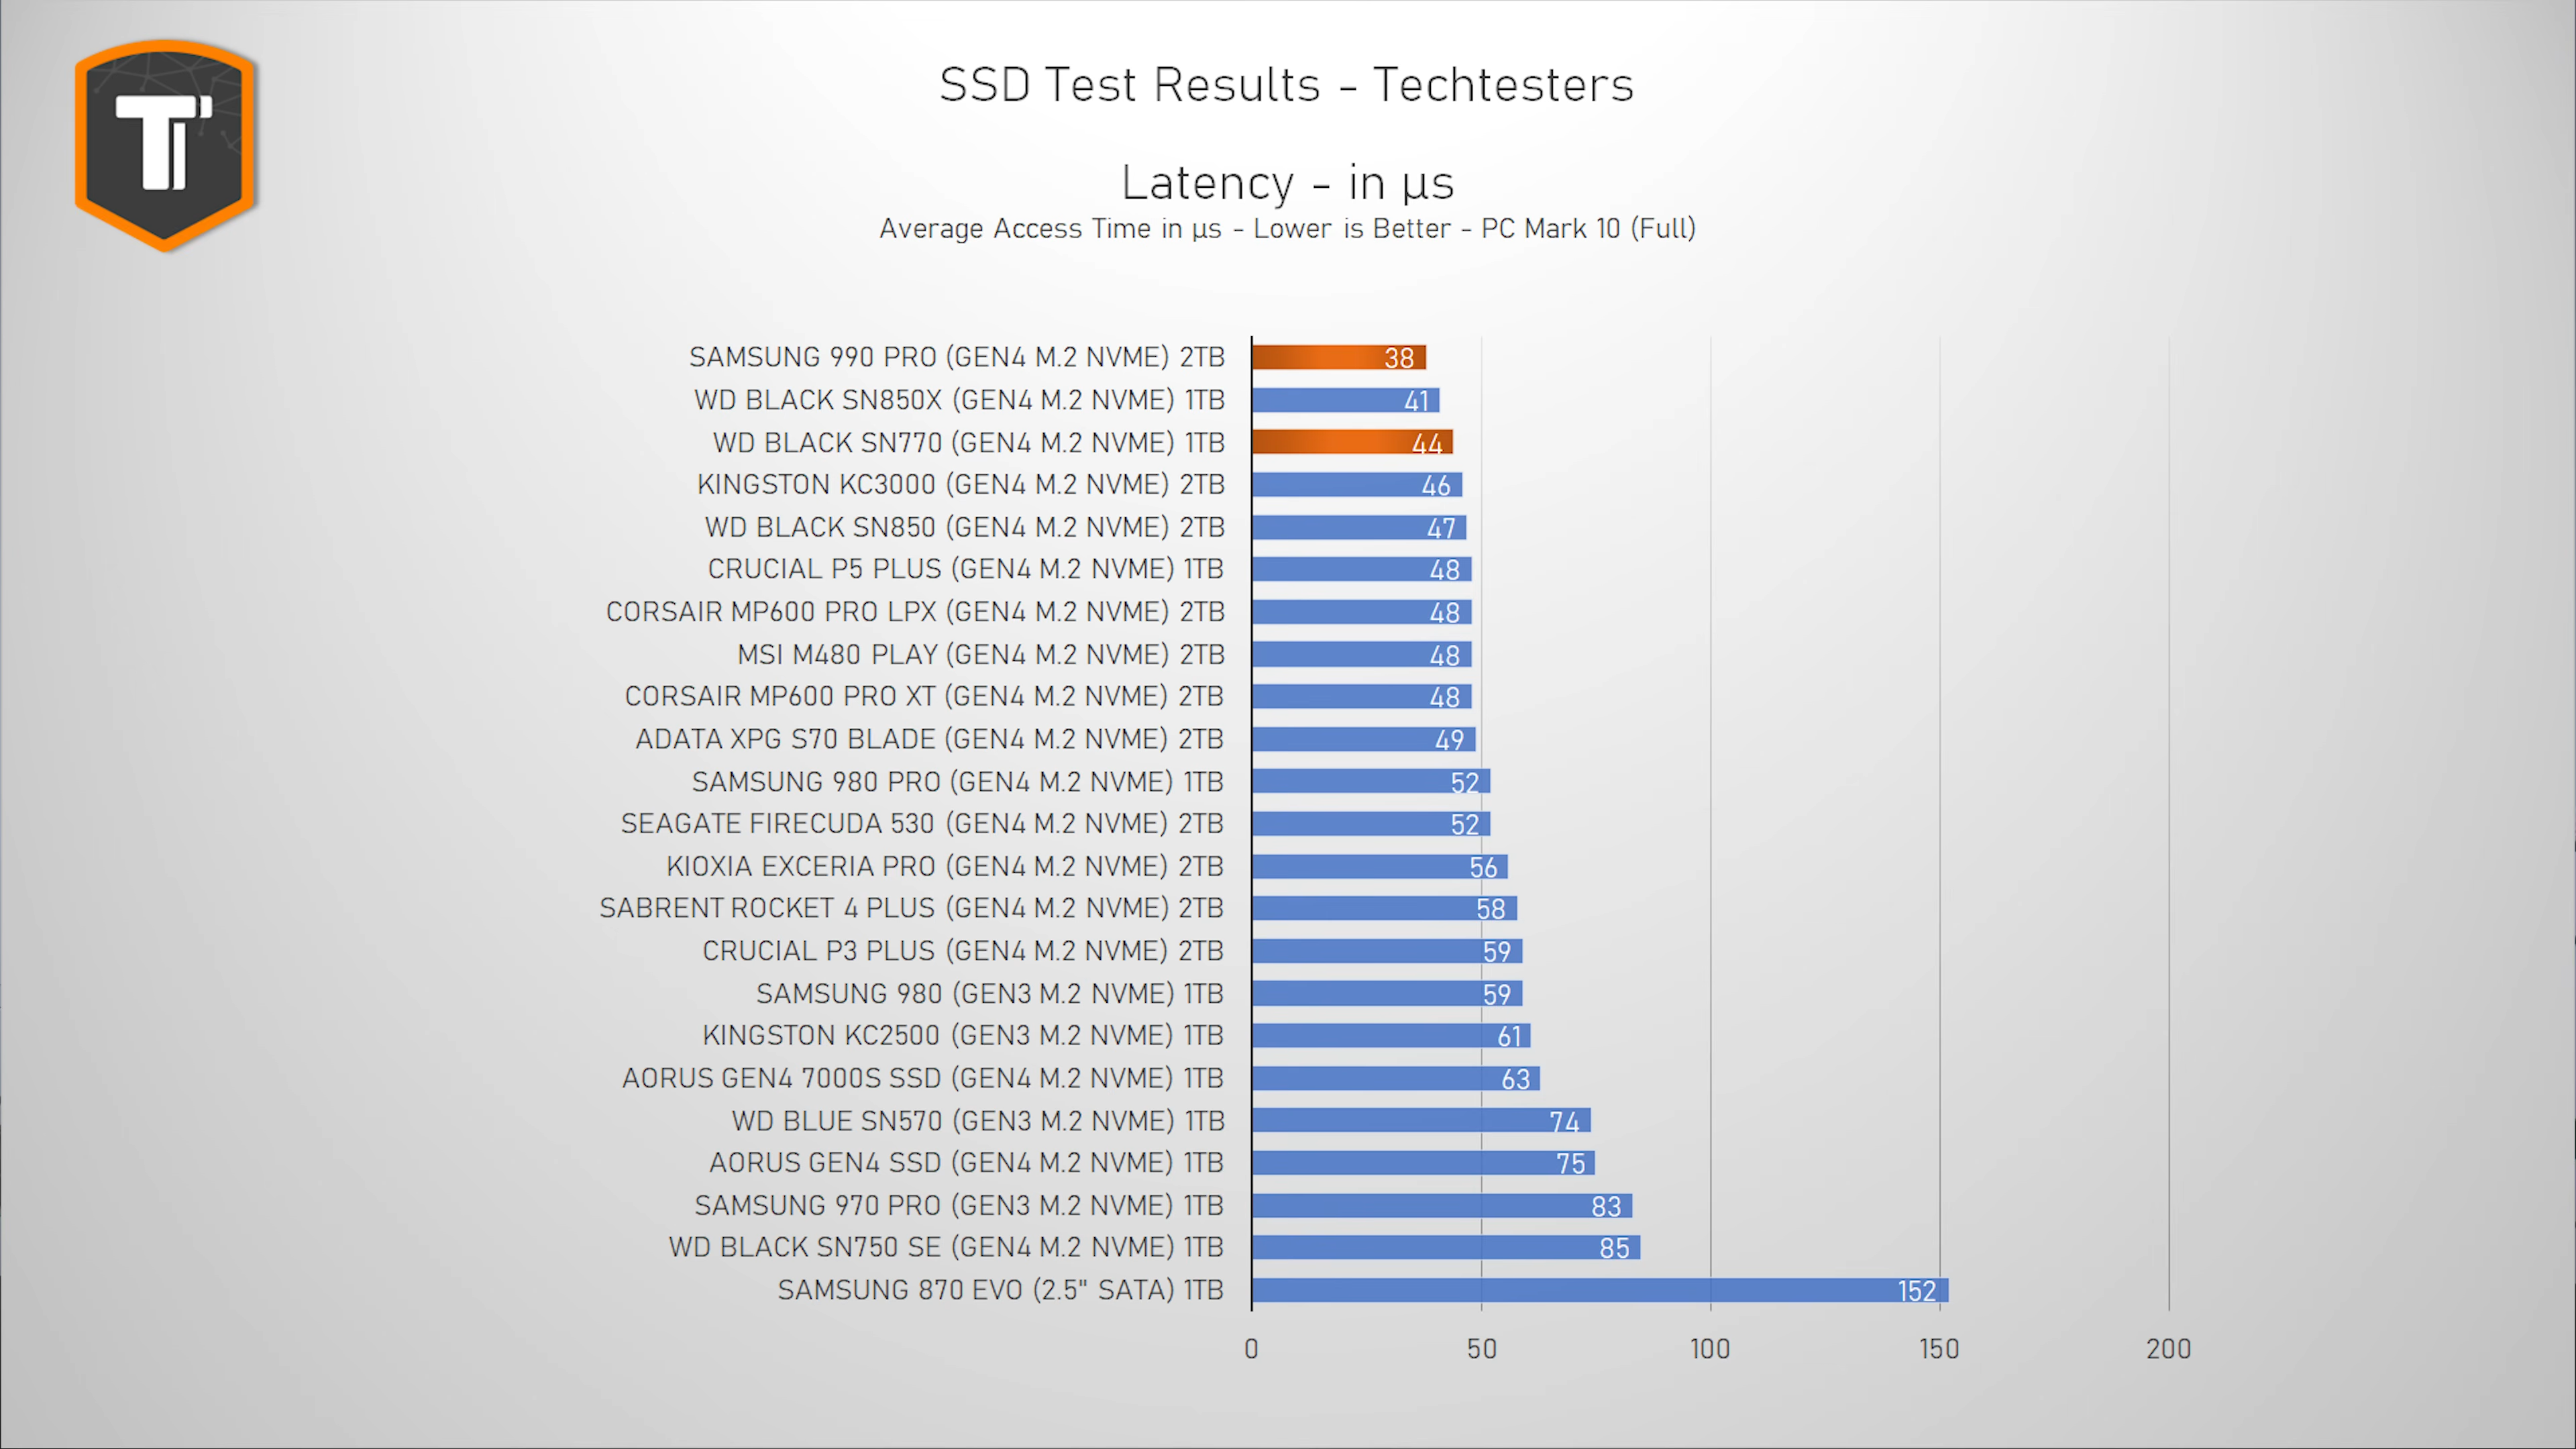 SSD Test Results - Techtesters
Latency - in µs
Average Access Time in µs - Lower is Better - PC Mark 10 (Full)
SAMSUNG 990 PRO (GEN4 M.2 NVME) 2TB 38
WD BLACK SN850X (GEN4 M.2 NVME) 1TB 41
WD BLACK SN770 (GEN4 M.2 NVME) 1TB 44
KINGSTON KC3000 (GEN4 M.2 NVME) 2TB 46
WD BLACK SN850 (GEN4 M.2 NVME) 2TB 47
CRUCIAL P5 PLUS (GEN4 M.2 NVME) 1TB 48
CORSAIR MP600 PRO LPX (GEN4 M.2 NVME) 2TB 48
MSI M480 PLAY (GEN4 M.2 NVME) 2TB 48
CORSAIR MP600 PRO XT (GEN4 M.2 NVME) 2TB 48
ADATA XPG S70 BLADE (GEN4 M.2 NVME) 2TB 49
SAMSUNG 980 PRO (GEN4 M.2 NVME) 1TB 52
SEAGATE FIRECUDA 530 (GEN4 M.2 NVME) 2TB 52
KIOXIA EXCERIA PRO (GEN4 M.2 NVME) 2TB 56
SABRENT ROCKET 4 PLUS (GEN4 M.2 NVME) 2TB 58
CRUCIAL P3 PLUS (GEN4 M.2 NVME) 2TB 59
SAMSUNG 980 (GEN3 M.2 NVME) 1TB 59
KINGSTON KC2500 (GEN3 M.2 NVME) 1TB 61
AORUS GEN4 7000S SSD (GEN4 M.2 NVME) 1TB 63
WD BLUE SN570 (GEN3 M.2 NVME) 1TB 74
AORUS GEN4 SSD (GEN4 M.2 NVME) 1TB 75
SAMSUNG 970 PRO (GEN3 M.2 NVME) 1TB 83
WD BLACK SN750 SE (GEN4 M.2 NVME) 1TB 85
SAMSUNG 870 EVO (2.5" SATA) 1TB 152
0 50 100 150 200